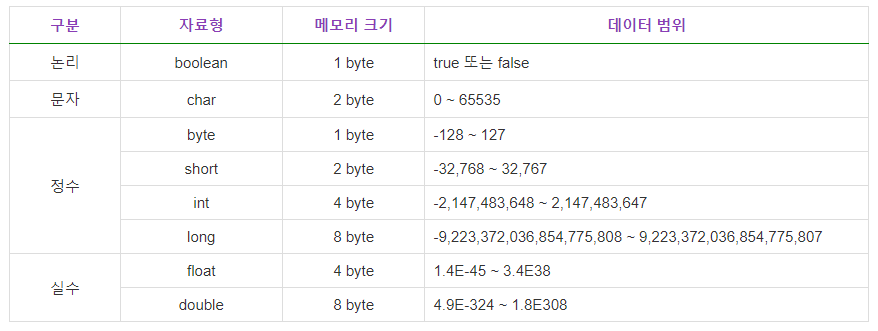 구분 자료형 메모리 크기 데이터 범위
논리 boolean 1 byte true 또는 false
문자 char 2 byte 0 ~ 65535
정수 byte 1 byte -128 ~ 127
short 2 byte -32,768 ~ 32,767
int 4 byte -2,147,483,648 ~ 2,147,483,647
long 8 byte -9,223,372,036,854,775,808 ~ 9,223,372,036,854,775,807
실수 float 4 byte 1.4E-45 ~ 3.4E38
double 8 byte 4.9E-324 ~ 1.8E308